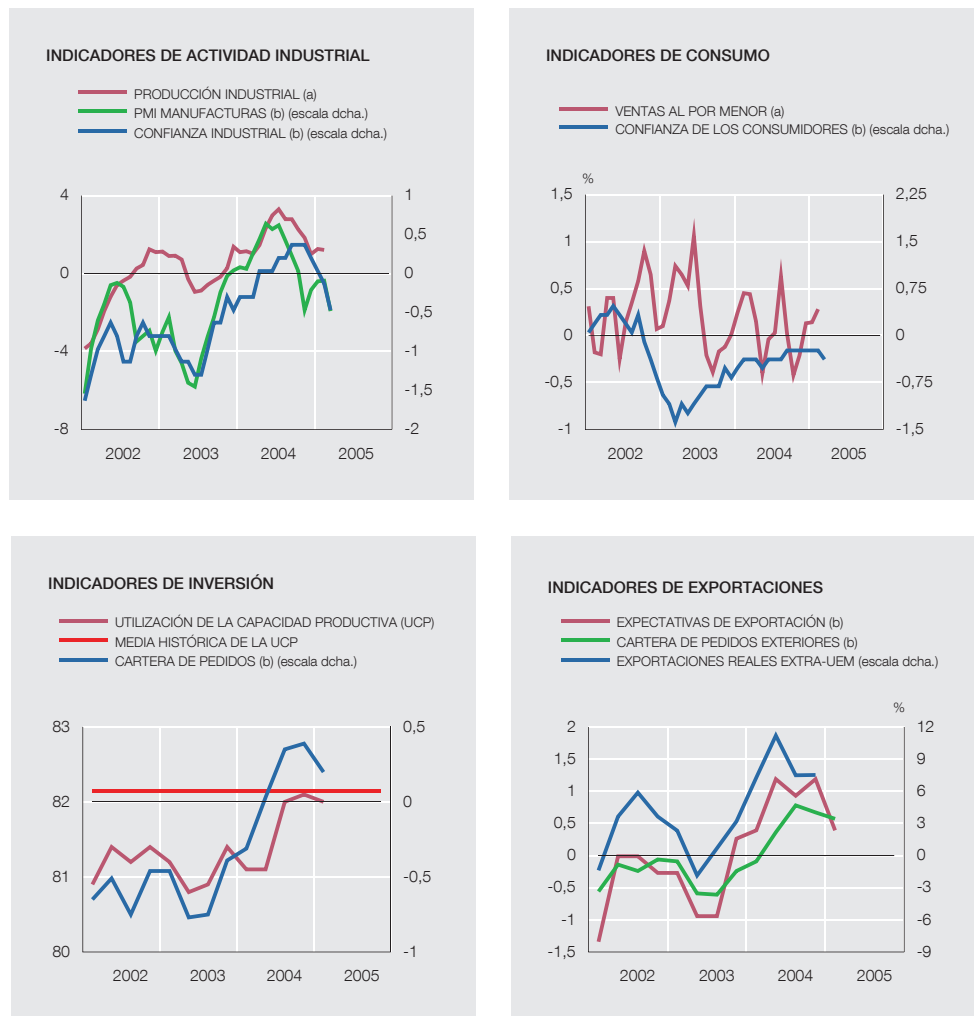 INDICADORES DE ACTIVIDAD INDUSTRIAL
PRODUCCIÓN INDUSTRIAL (a)
PMI MANUFACTURAS (b) (escala dcha.)
CONFIANZA INDUSTRIAL (b) (escala dcha.)
4 1
0,5
0 0
-0,5
-4 -1
-1,5
-8 -2
2002 2003 2004 2005
INDICADORES DE CONSUMO
VENTAS AL POR MENOR (a)
CONFIANZA DE LOS CONSUMIDORES (b) (escala dcha.)
%
1,5 2,25
1 1,5
0,5 0,75
0 0
-0,5 -0,75
-1 -1,5
2002 2003 2004 2005
INDICADORES DE INVERSIÓN
UTILIZACIÓN DE LA CAPACIDAD PRODUCTIVA (UCP)
MEDIA HISTÓRICA DE LA UCP
CARTERA DE PEDIDOS (b) (escala dcha.)
83 0,5
82 0
81 -0,5
80 -1
2002 2003 2004 2005
INDICADORES DE EXPORTACIONES
EXPECTATIVAS DE EXPORTACIÓN (b)
CARTERA DE PEDIDOS EXTERIORES (b)
EXPORTACIONES REALES EXTRA-UEM (escala dcha.)
%
2 12
1,5 9
1 6
0,5 3
0 0
-0,5 -3
-1 -6
-1,5 -9
2002 2003 2004 2005